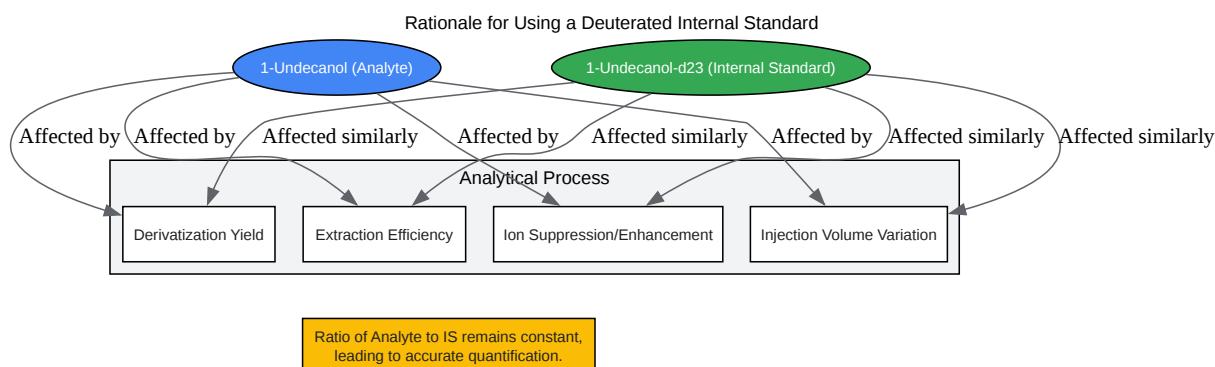 Rationale for Using a Deuterated Internal Standard
1-Undecanol (Analyte)
1-Undecanol-d23 (Internal Standard)
Affected by
Affected by
Affected similarly
Affected by
Affected similarly
Affected by
Affected similarly
Affected similarly
Analytical Process
Derivatization Yield
Extraction Efficiency
Ion Suppression/Enhancement
Injection Volume Variation
Ratio of Analyte to IS remains constant,
leading to accurate quantification.